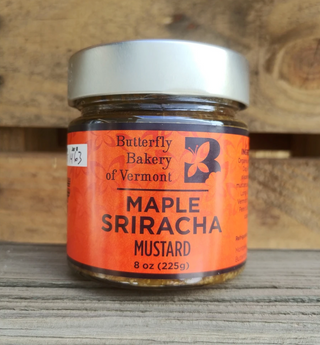 Butterfly
Bakery
of Vermont
B
MAPLE
SRIRACHA
MUSTARD
8 oz (225g)